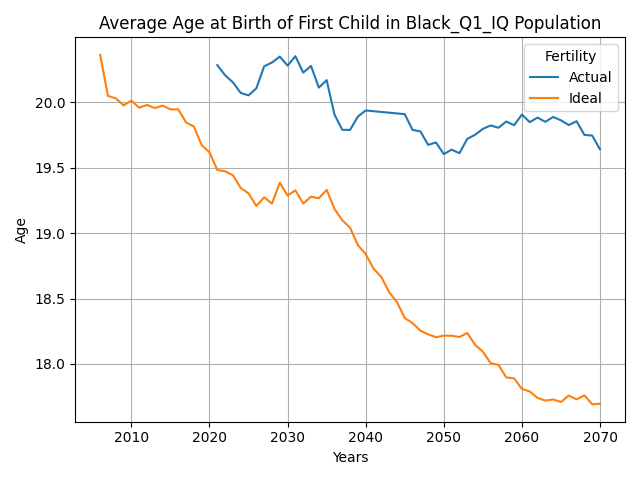 Average Age at Birth of First Child in Black_Q1_IQ Population
Fertility
Actual
Ideal
Age
20.0
19.5
19.0
18.5
18.0
2010 2020 2030 2040 2050 2060 2070
Years